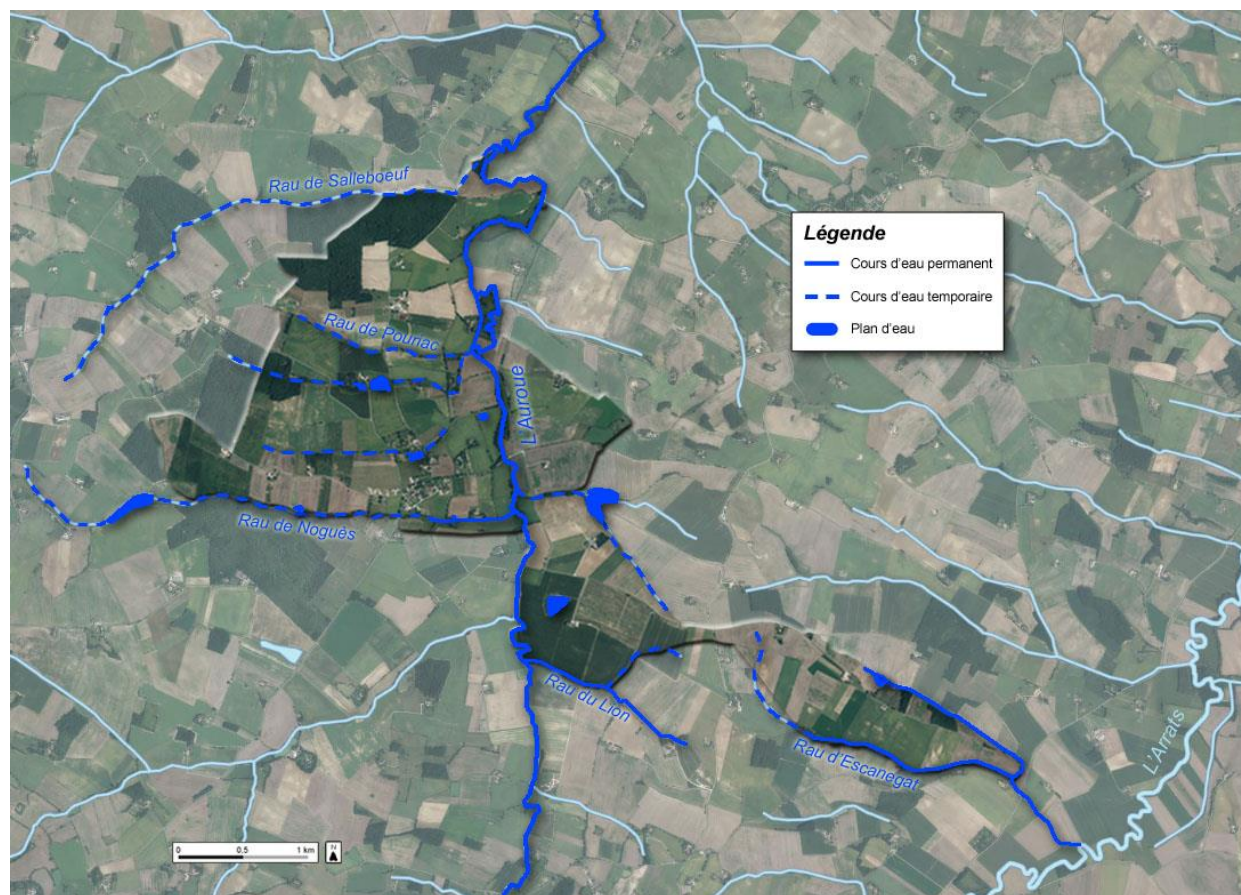 Rau de Salleboeuf
Légende
Cours d'eau permanent
Cours d'eau temporaire
Plan d'eau
Rau de Pouriac
L'Auroue
Rau de Noguès
Rau du Lion
Rau d'Escanegat
L'Arrats
0 0.5 1 km
N